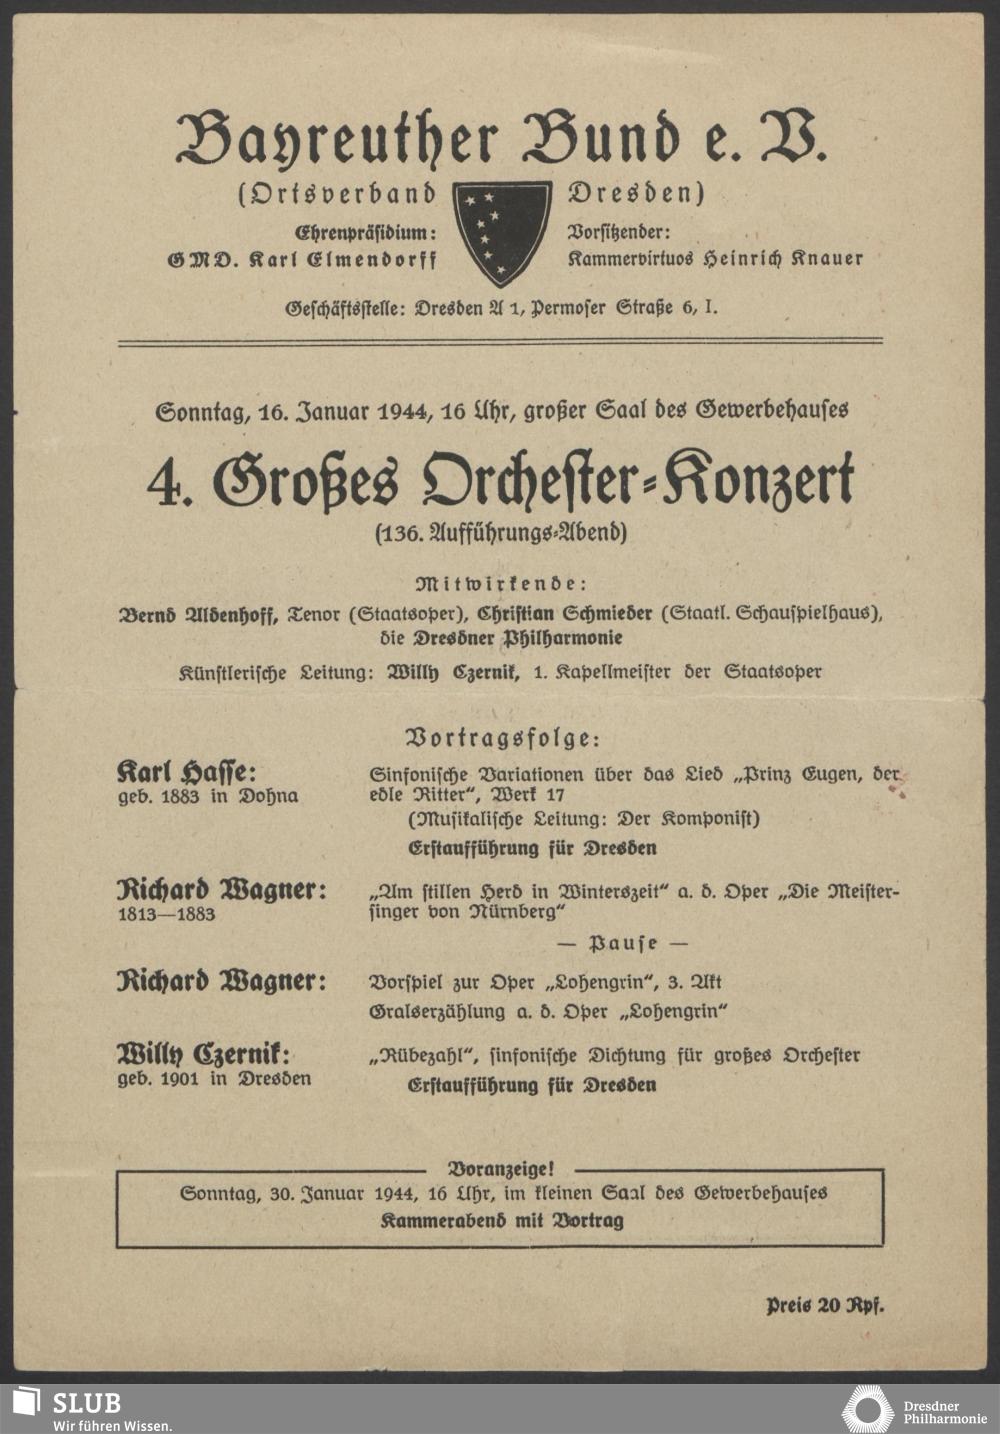 Bayreuther Bund e. V.
(Ortsverband Dresden)
Ehrenpräsidium:
GMD. Karl Elmendorff
Vorsitzender:
Kammervirtuos Heinrich Knauer
Geschäftsstelle: Dresden A 1, Permoser Straße 6, I.
Sonntag, 16. Januar 1944, 16 Uhr, großer Saal des Gewerbehauses
4. Großes Orchester-Konzert
(136. Aufführungs-Abend)
Mitwirkende:
Bernd Aldenhoff, Tenor (Staatsoper), Christian Schmieder (Staatl. Schauspielhaus),
die Dresdner Philharmonie
Künstlerische Leitung: Willy Czernik, 1. Kapellmeister der Staatsoper
Vortragsfolge:
Karl Hasse:
geb. 1883 in Dohna
Sinfonische Variationen über das Lied „Prinz Eugen, der
edle Ritter“, Werk 17
(Musikalische Leitung: Der Komponist)
Erstaufführung für Dresden
Richard Wagner:
1813—1883
„Am stillen Herd in Winterszeit“ a. d. Oper „Die Meister-
singer von Nürnberg“
— Pause —
Richard Wagner:
Vorspiel zur Oper „Lohengrin“, 3. Akt
Gralserzählung a. d. Oper „Lohengrin“
Willy Czernik:
geb. 1901 in Dresden
„Rübezahl“, sinfonische Dichtung für großes Orchester
Erstaufführung für Dresden
Voranzeige!
Sonntag, 30. Januar 1944, 16 Uhr, im kleinen Saal des Gewerbehauses
Kammerabend mit Vortrag
Preis 20 Rpf.
SLUB
Wir führen Wissen.
Dresdner
Philharmonie